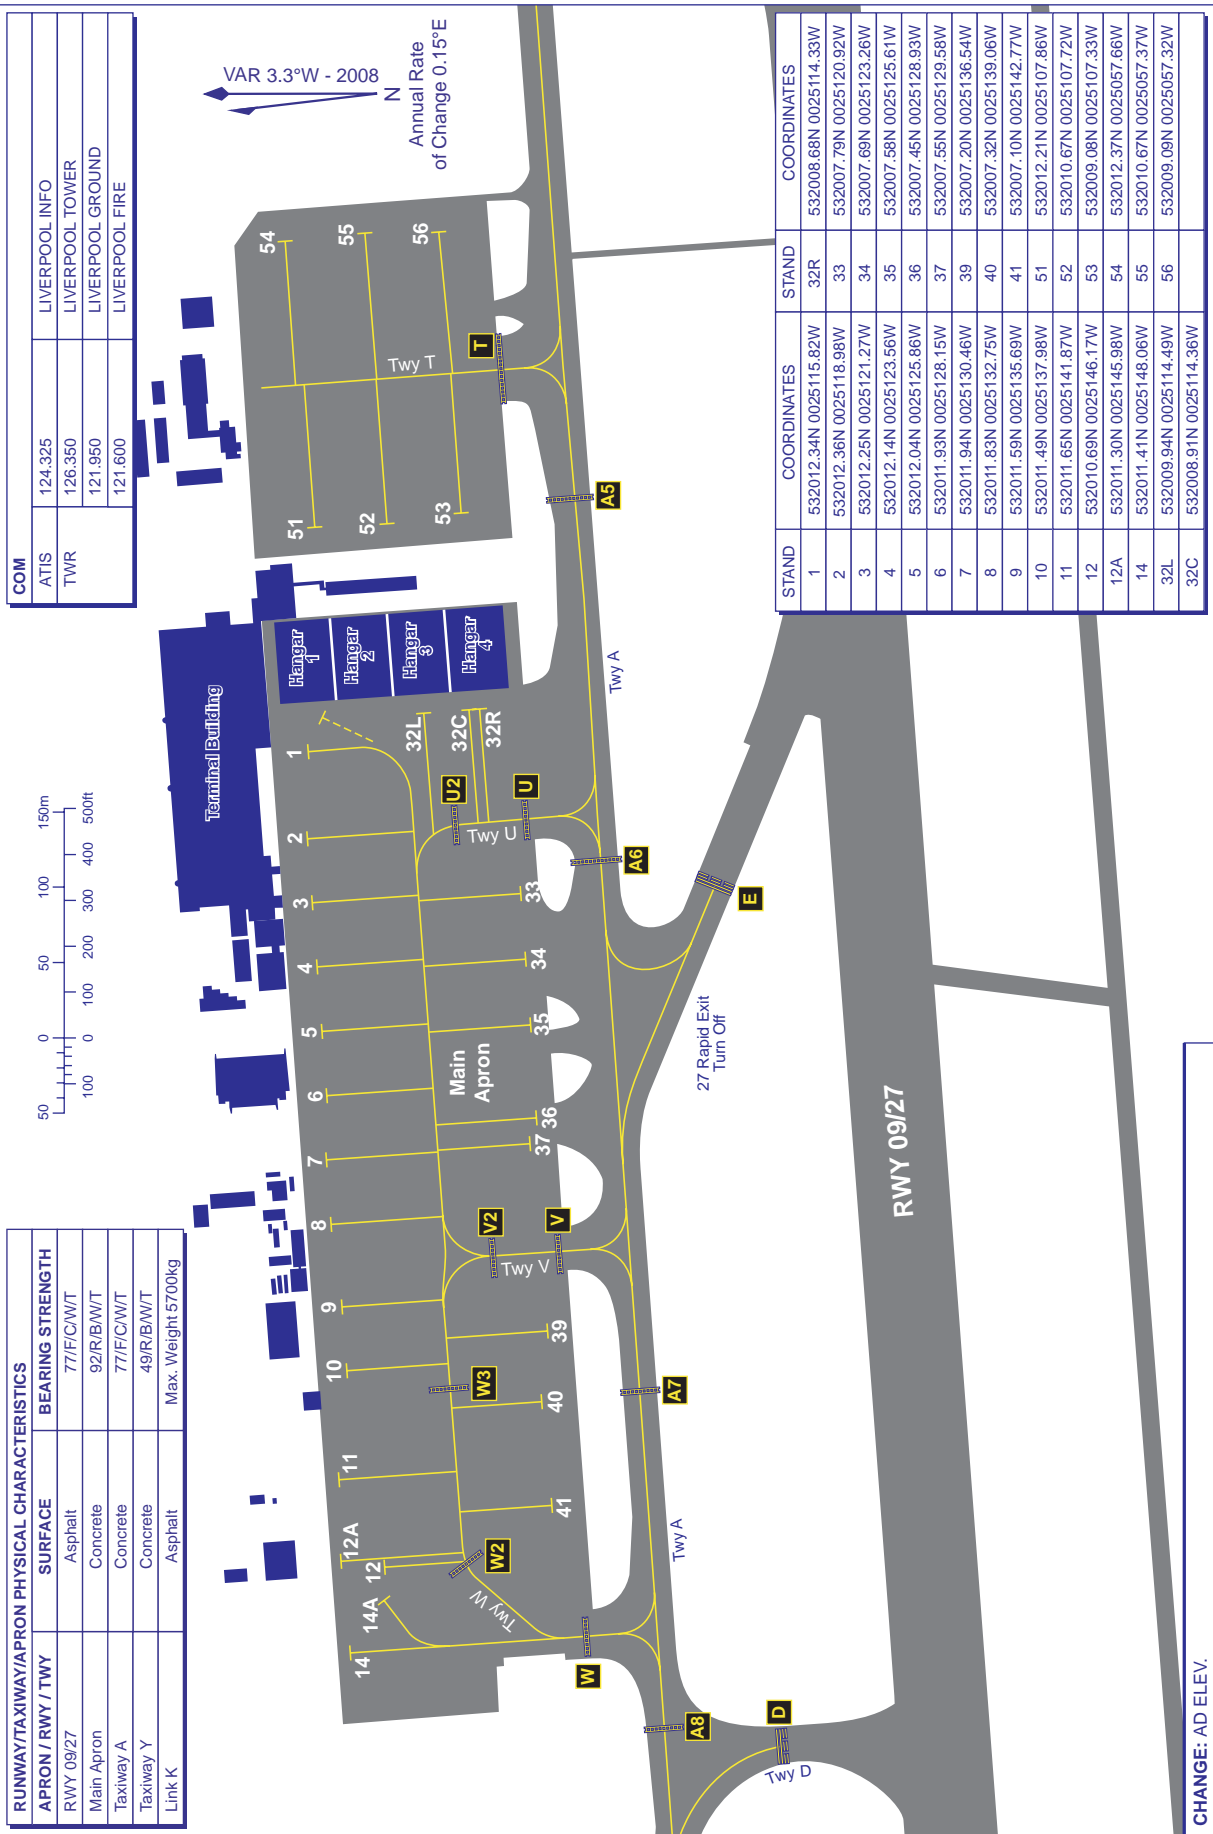 RUNWAY/TAXIWAY/APRON PHYSICAL CHARACTERISTICS
APRON / RWY / TWY SURFACE BEARING STRENGTH
RWY 09/27 Asphalt 77/F/C/W/T
Main Apron Concrete 92/R/B/W/T
Taxiway A Concrete 77/F/C/W/T
Taxiway Y Concrete 49/R/B/W/T
Link K Asphalt Max. Weight 5700kg
50 0 50 100 150m
100 0 100 200 300 400 500ft
COM
ATIS 124.325 LIVERPOOL INFO
TWR 126.350 LIVERPOOL TOWER
121.950 LIVERPOOL GROUND
121.600 LIVERPOOL FIRE
VAR 3.3°W - 2008
N
Annual Rate
of Change 0.15°E
Terminal Building
Hangar
1
Hangar
2
Hangar
3
Hangar
4
14
14A
12
12A
11
10
9
8
7
6
5
4
3
2
1
32L
32C
32R
51
52
53
54
55
56
Twy T
T
A5
Twy A
U2
U
Twy U
A6
33
34
35
36
37
Main
Apron
V2
V
Twy V
39
40
41
W3
W2
Twy W
W
A7
Twy A
A8
D
Twy D
E
27 Rapid Exit
Turn Off
RWY 09/27
STAND COORDINATES STAND COORDINATES
1 532012.34N 0025115.82W 32R 532008.68N 0025114.33W
2 532012.36N 0025118.98W 33 532007.79N 0025120.92W
3 532012.25N 0025121.27W 34 532007.69N 0025123.26W
4 532012.14N 0025123.56W 35 532007.58N 0025125.61W
5 532012.04N 0025125.86W 36 532007.45N 0025128.93W
6 532011.93N 0025128.15W 37 532007.55N 0025129.58W
7 532011.94N 0025130.46W 39 532007.20N 0025136.54W
8 532011.83N 0025132.75W 40 532007.32N 0025139.06W
9 532011.59N 0025135.69W 41 532007.10N 0025142.77W
10 532011.49N 0025137.98W 51 532012.21N 0025107.86W
11 532011.65N 0025141.87W 52 532010.67N 0025107.72W
12 532010.69N 0025146.17W 53 532009.08N 0025107.33W
12A 532011.30N 0025145.98W 54 532012.37N 0025057.66W
14 532011.41N 0025148.06W 55 532010.67N 0025057.37W
32L 532009.94N 0025114.49W 56 532009.09N 0025057.32W
32C 532008.91N 0025114.36W
CHANGE: AD ELEV.